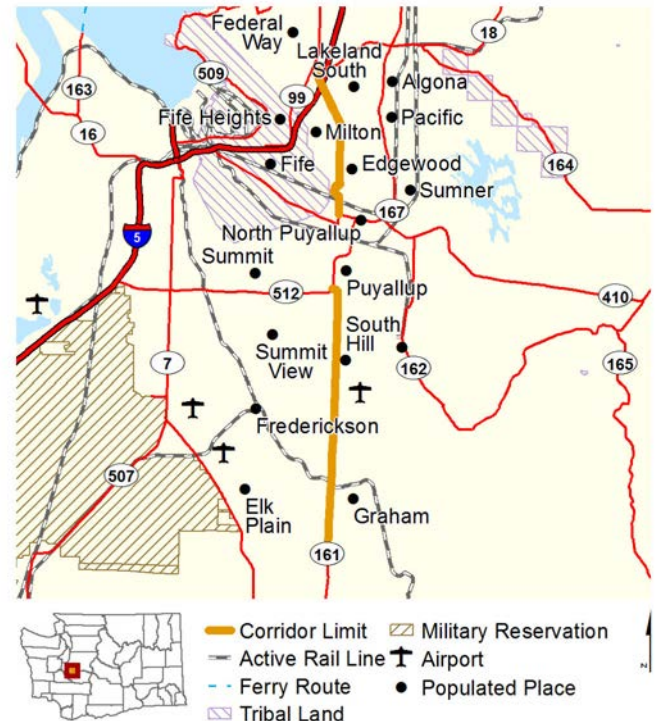 Federal
Way
18
Lakeland
South
163
509
99
Algona
16
Fife Heights
Milton
Pacific
Fife
Edgewood
164
Sumner
167
North Puyallup
5
Summit
Puyallup
512
410
South
Hill
7
Summit
View
162
165
Frederickson
507
Elk
Plain
Graham
161
Corridor Limit
Military Reservation
Active Rail Line
Airport
Ferry Route
Populated Place
Tribal Land
N